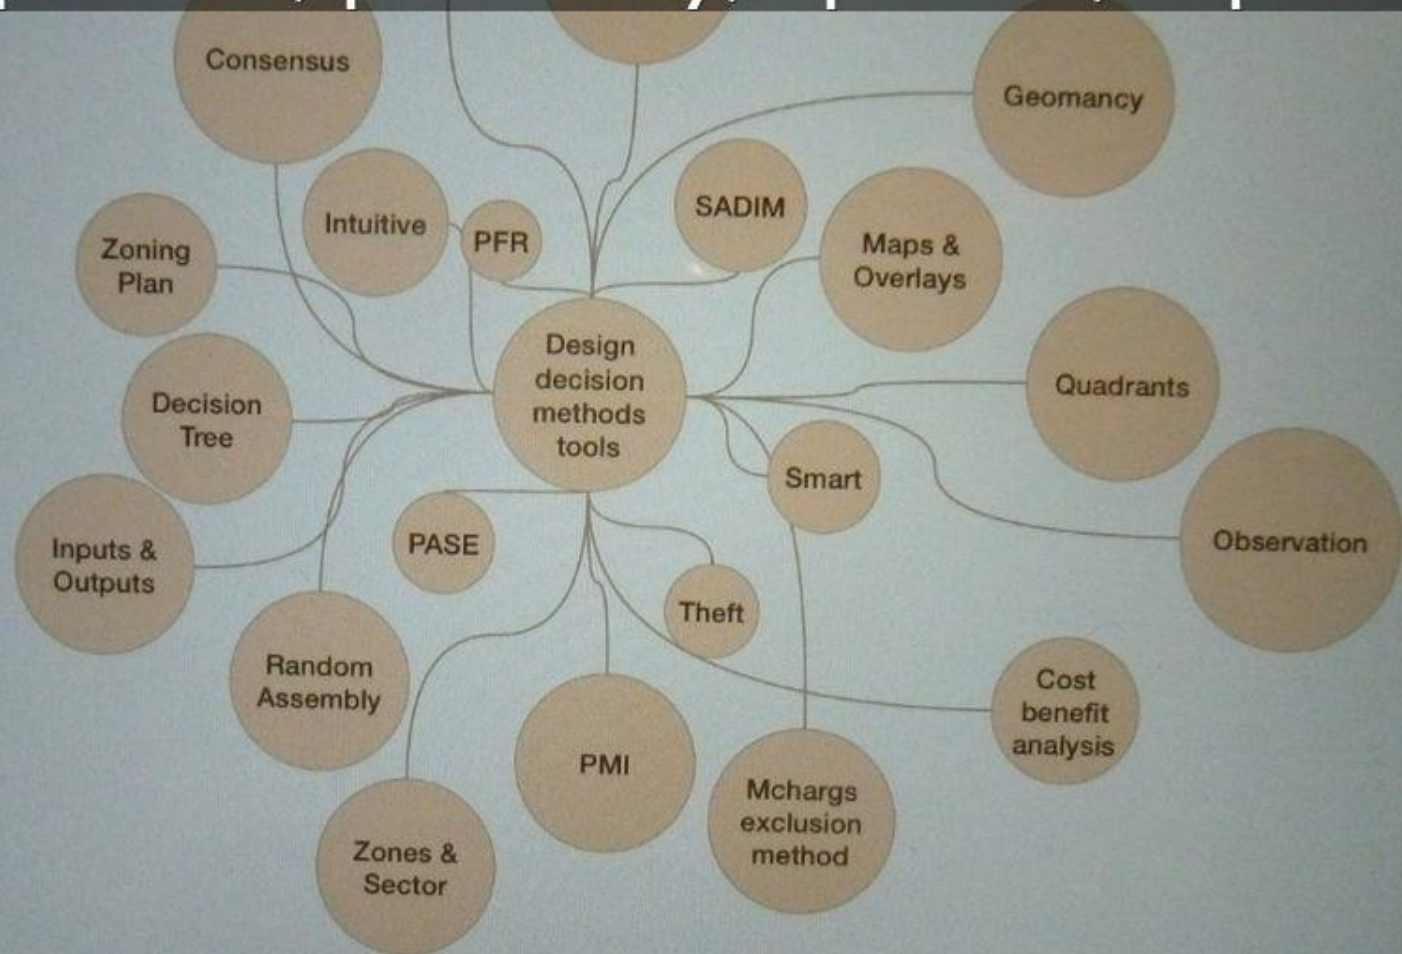 Consensus
Geomancy
Intuitive
PFR
SADIM
Zoning
Plan
Maps &
Overlays
Design
decision
methods
tools
Quadrants
Decision
Tree
Smart
Inputs &
Outputs
PASE
Observation
Theft
Random
Assembly
Cost
benefit
analysis
PMI
Mchargs
exclusion
method
Zones &
Sector